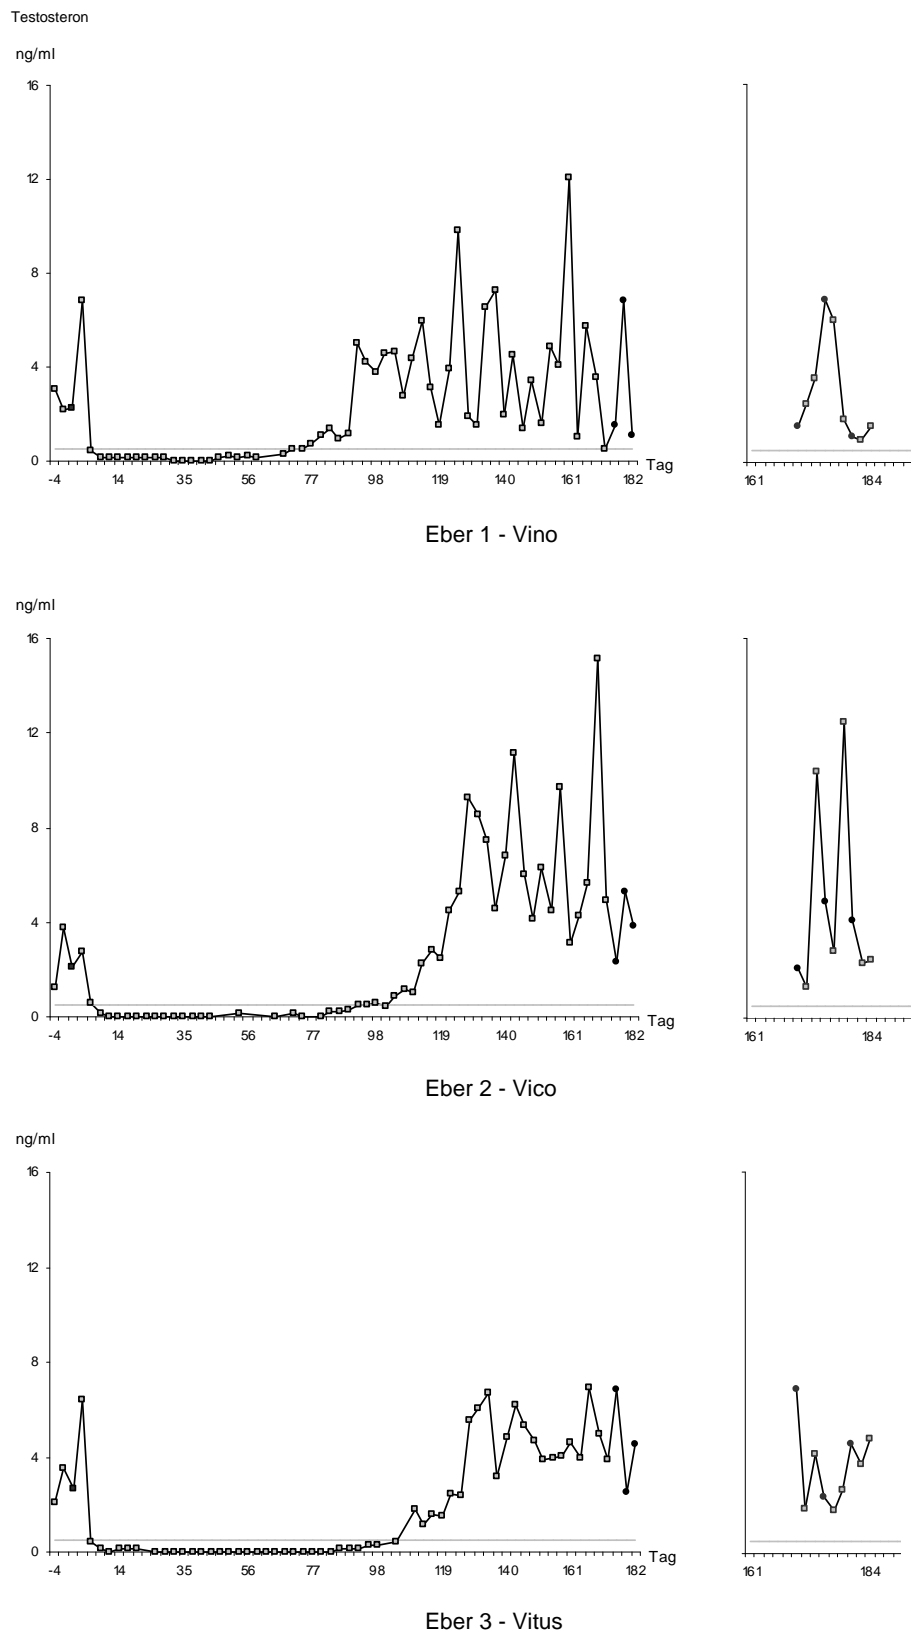 Testosteron
ng/ml
16
12
8
4
0
-4 14 35 56 77 98 119 140 161 182 Tag
161 184
Eber 1 - Vino
ng/ml
16
12
8
4
0
-4 14 35 56 77 98 119 140 161 182 Tag
161 184
Eber 2 - Vico
ng/ml
16
12
8
4
0
-4 14 35 56 77 98 119 140 161 182 Tag
161 184
Eber 3 - Vitus